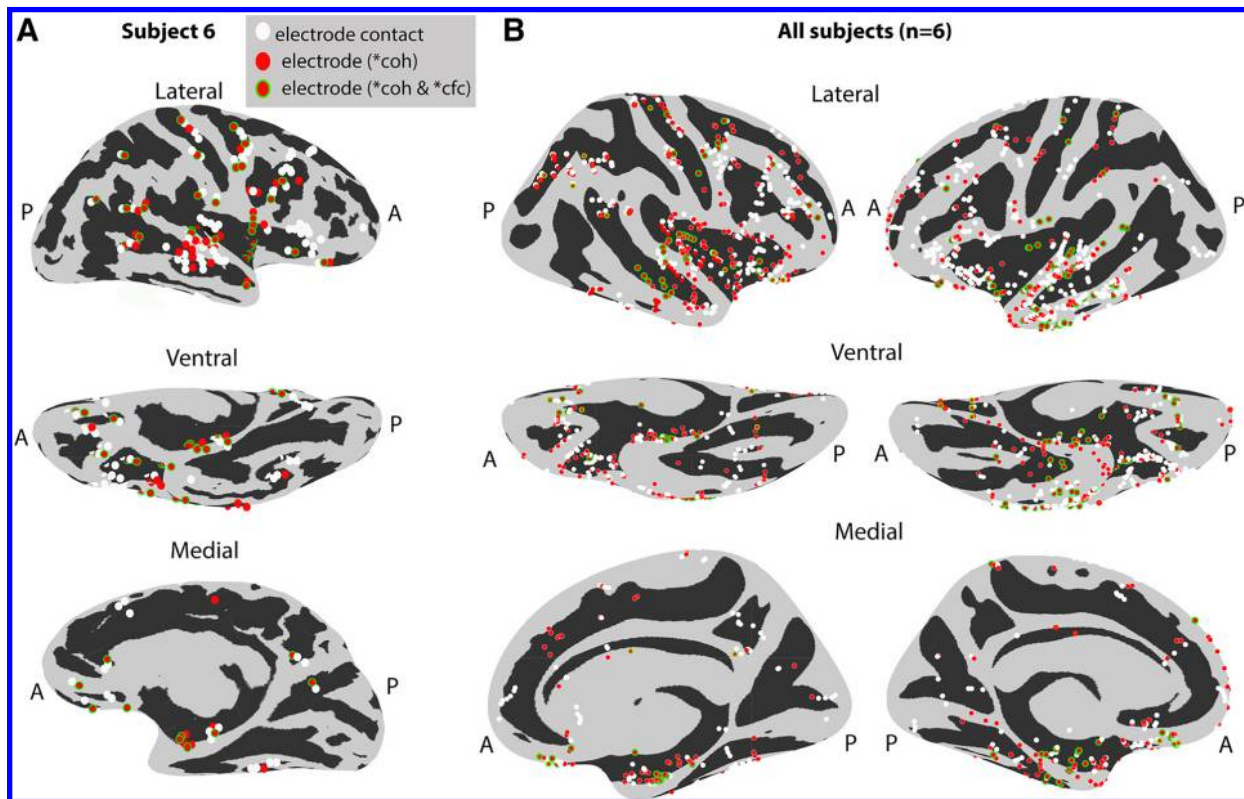 A
Subject 6
electrode contact
electrode (*coh)
electrode (*coh & *cfc)
Lateral
P
A
Ventral
A
P
Medial
A
P
B
All subjects (n=6)
Lateral
P
A
A
P
Ventral
A
P
A
P
Medial
A
P
P
A